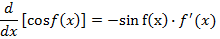 d/dx [cosf(x)] = −sin f(x) · f′(x)